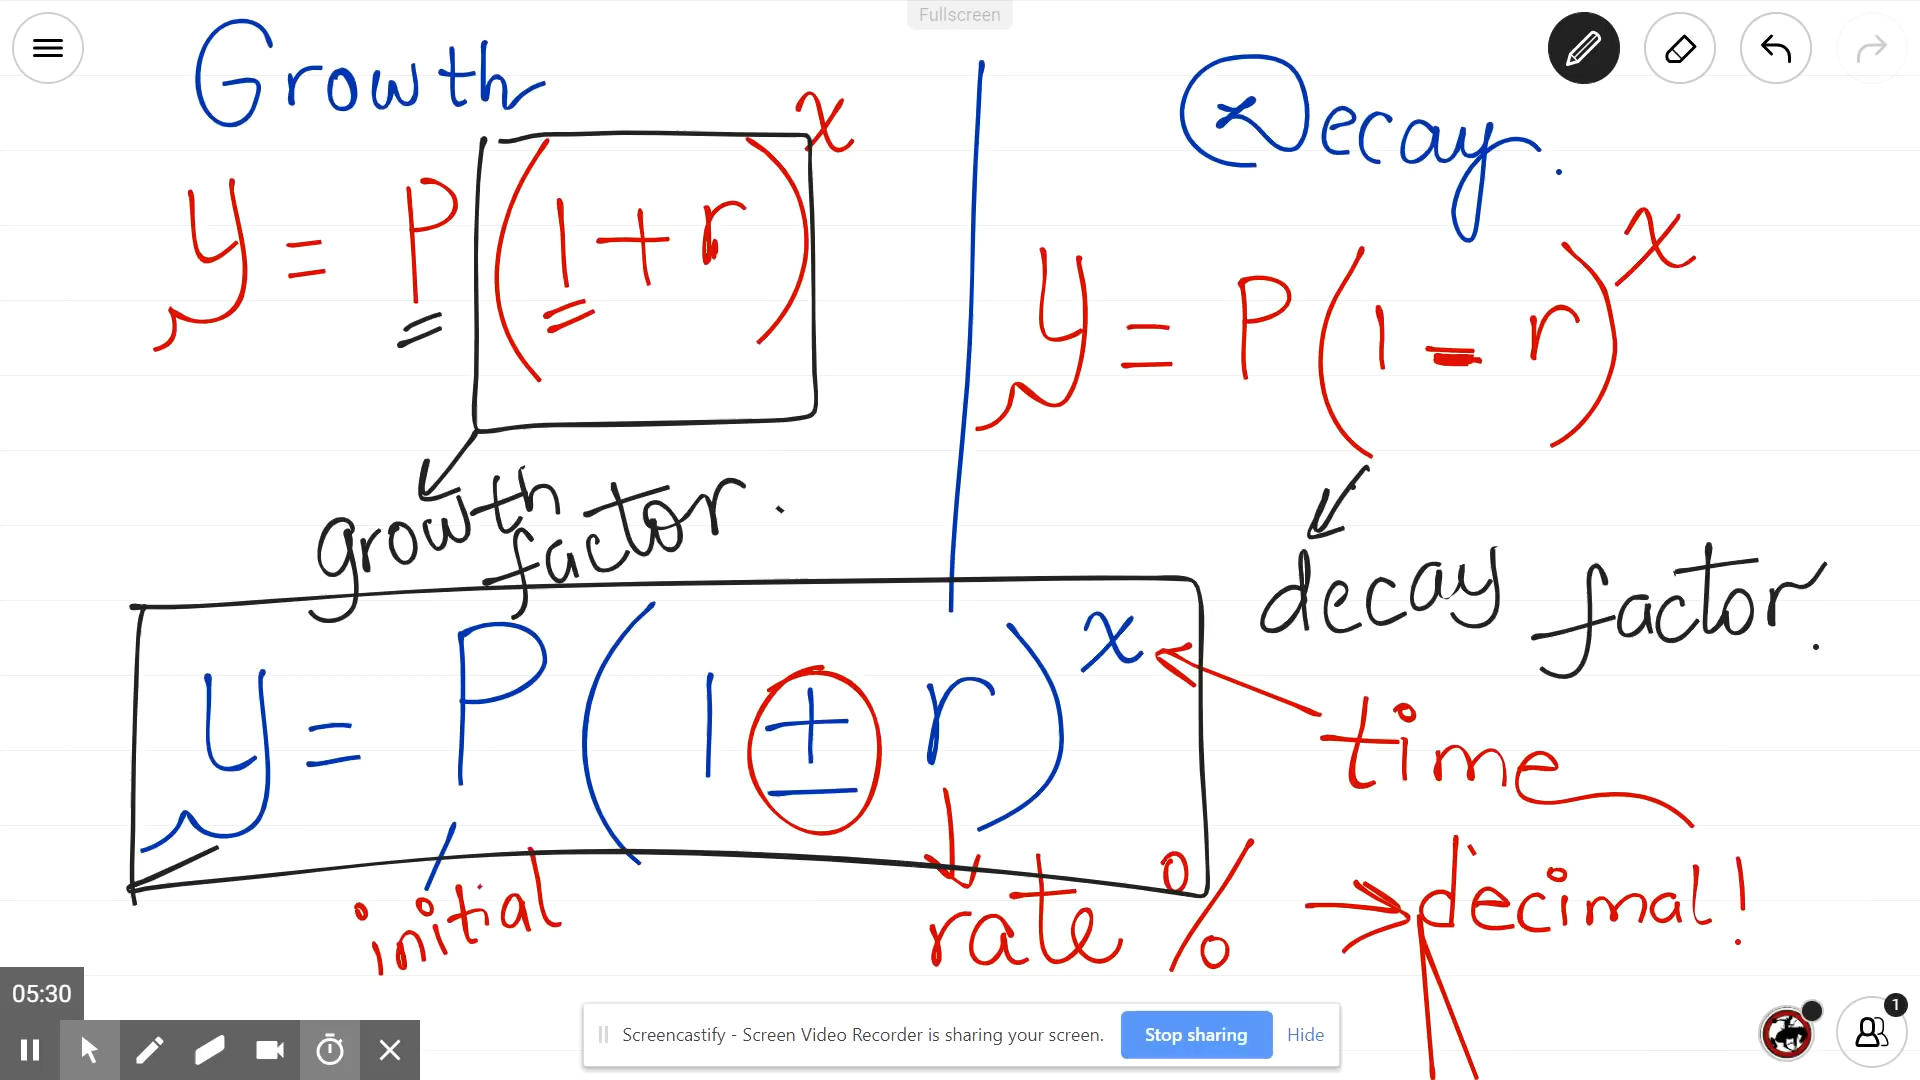 Fullscreen
Growth
y = P(1+r)^x
growth factor.
Decay.
y = P(1-r)^x
decay factor.
y = P(1±r)^x
time
initial
rate % → decimal!
05:30
Screencastify - Screen Video Recorder is sharing your screen.
Stop sharing
Hide
1